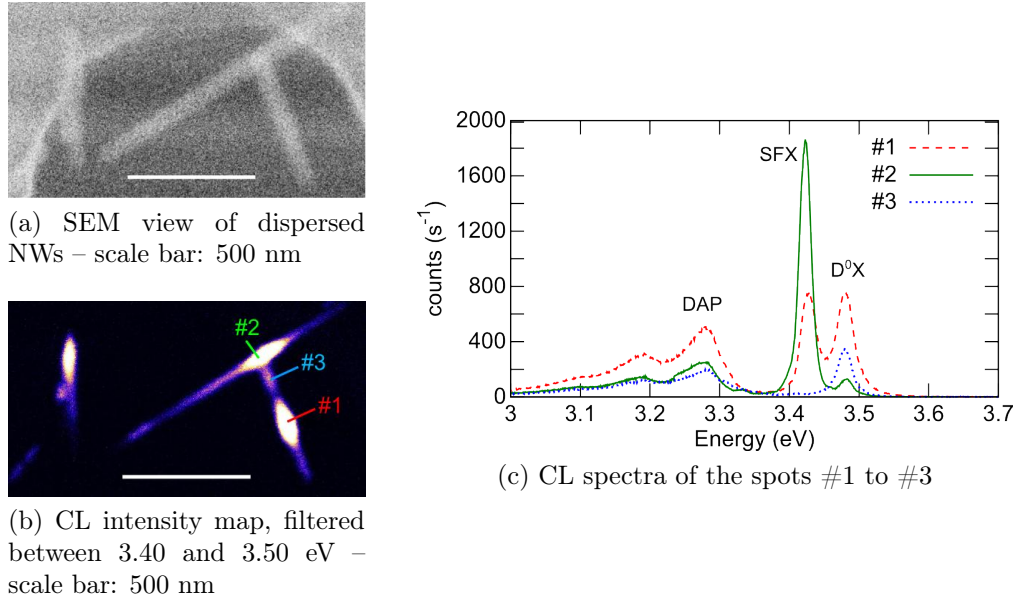 (a) SEM view of dispersed
NWs – scale bar: 500 nm
#2
#3
#1
(b) CL intensity map, filtered
between 3.40 and 3.50 eV –
scale bar: 500 nm
2000
1600
1200
800
400
0
counts (s⁻¹)
SFX
D⁰X
DAP
#1
#2
#3
3
3.1
3.2
3.3
3.4
3.5
3.6
3.7
Energy (eV)
(c) CL spectra of the spots #1 to #3